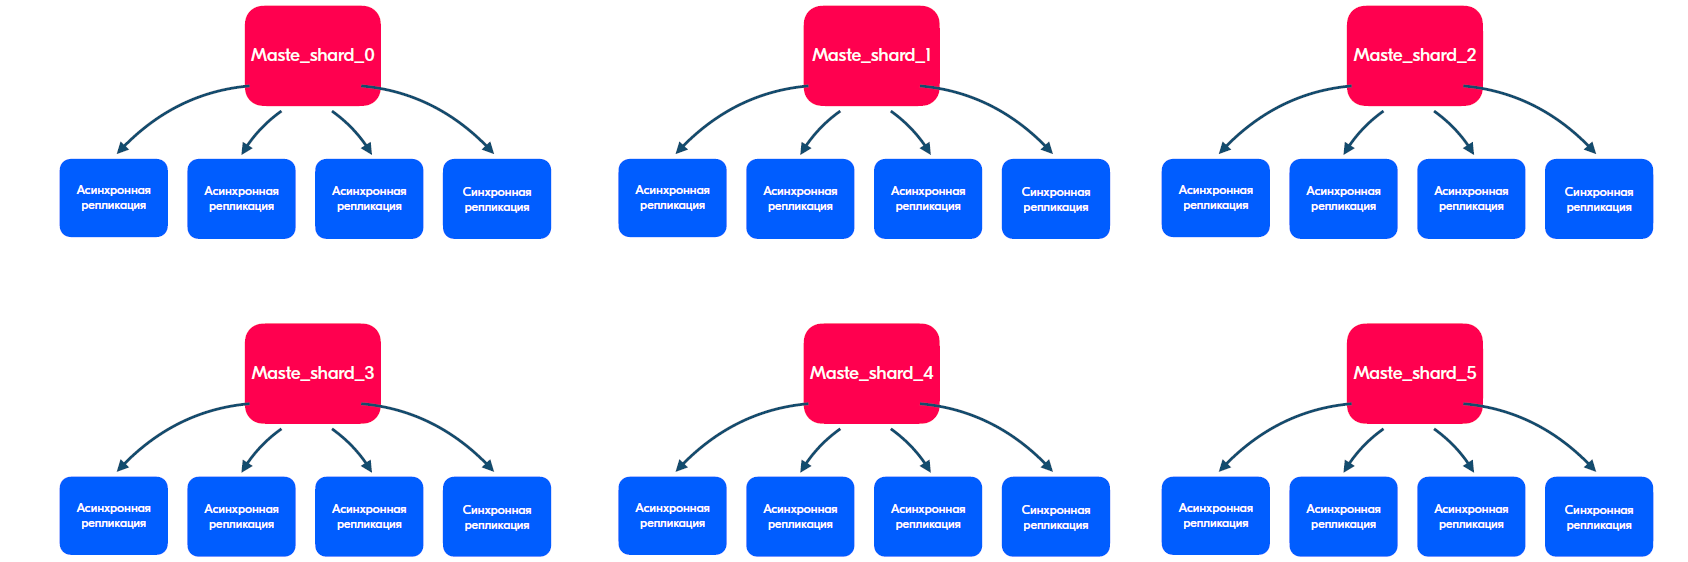 Maste_shard_0
Maste_shard_1
Maste_shard_2
Асинхронная
репликация
Асинхронная
репликация
Асинхронная
репликация
Синхронная
репликация
Асинхронная
репликация
Асинхронная
репликация
Асинхронная
репликация
Синхронная
репликация
Асинхронная
репликация
Асинхронная
репликация
Асинхронная
репликация
Синхронная
репликация
Maste_shard_3
Maste_shard_4
Maste_shard_5
Асинхронная
репликация
Асинхронная
репликация
Асинхронная
репликация
Синхронная
репликация
Асинхронная
репликация
Асинхронная
репликация
Асинхронная
репликация
Синхронная
репликация
Асинхронная
репликация
Асинхронная
репликация
Асинхронная
репликация
Синхронная
репликация